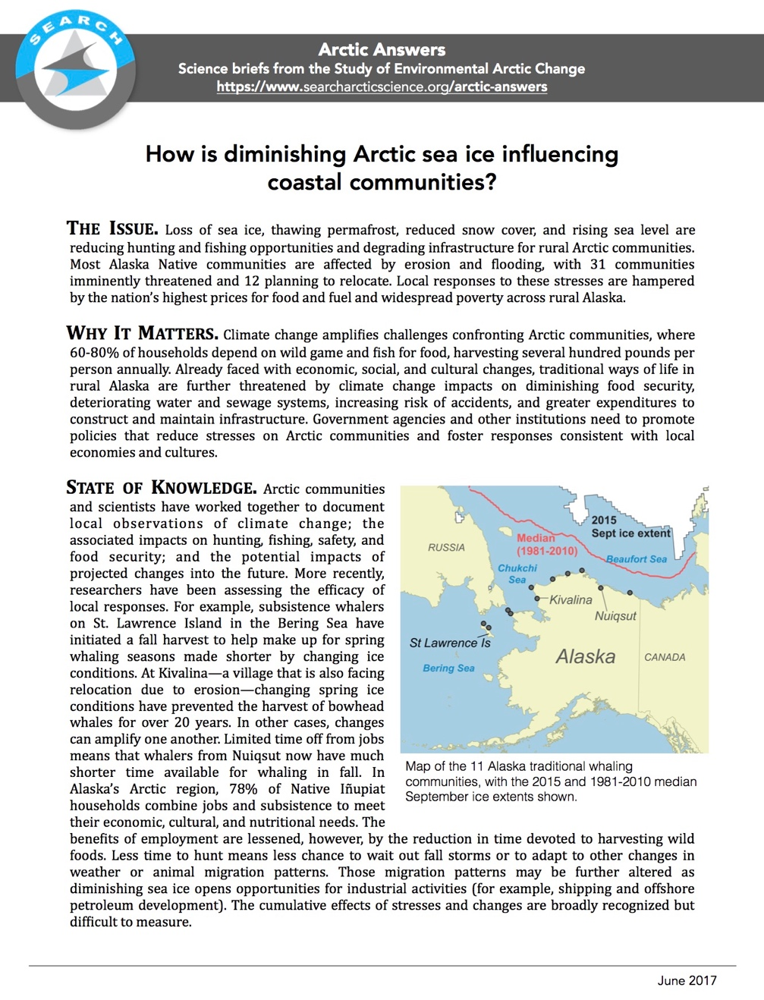 SEARCH
Arctic Answers
Science briefs from the Study of Environmental Arctic Change
https://www.searcharcticscience.org/arctic-answers
How is diminishing Arctic sea ice influencing
coastal communities?
THE ISSUE. Loss of sea ice, thawing permafrost, reduced snow cover, and rising sea level are
reducing hunting and fishing opportunities and degrading infrastructure for rural Arctic communities.
Most Alaska Native communities are affected by erosion and flooding, with 31 communities
imminently threatened and 12 planning to relocate. Local responses to these stresses are hampered
by the nation's highest prices for food and fuel and widespread poverty across rural Alaska.
WHY IT MATTERS. Climate change amplifies challenges confronting Arctic communities, where
60-80% of households depend on wild game and fish for food, harvesting several hundred pounds per
person annually. Already faced with economic, social, and cultural changes, traditional ways of life in
rural Alaska are further threatened by climate change impacts on diminishing food security,
deteriorating water and sewage systems, increasing risk of accidents, and greater expenditures to
construct and maintain infrastructure. Government agencies and other institutions need to promote
policies that reduce stresses on Arctic communities and foster responses consistent with local
economies and cultures.
STATE OF KNOWLEDGE. Arctic communities
and scientists have worked together to document
local observations of climate change; the
associated impacts on hunting, fishing, safety, and
food security; and the potential impacts of
projected changes into the future. More recently,
researchers have been assessing the efficacy of
local responses. For example, subsistence whalers
on St. Lawrence Island in the Bering Sea have
initiated a fall harvest to help make up for spring
whaling seasons made shorter by changing ice
conditions. At Kivalina—a village that is also facing
relocation due to erosion—changing spring ice
conditions have prevented the harvest of bowhead
whales for over 20 years. In other cases, changes
can amplify one another. Limited time off from jobs
means that whalers from Nuiqsut now have much
shorter time available for whaling in fall. In
Alaska's Arctic region, 78% of Native Iñupiat
households combine jobs and subsistence to meet
their economic, cultural, and nutritional needs. The
benefits of employment are lessened, however, by the reduction in time devoted to harvesting wild
foods. Less time to hunt means less chance to wait out fall storms or to adapt to other changes in
weather or animal migration patterns. Those migration patterns may be further altered as
diminishing sea ice opens opportunities for industrial activities (for example, shipping and offshore
petroleum development). The cumulative effects of stresses and changes are broadly recognized but
difficult to measure.
2015
Sept ice extent
Median
(1981-2010)
RUSSIA
Beaufort Sea
Chukchi
Sea
Kivalina
Nuiqsut
St Lawrence Is
Alaska
CANADA
Bering Sea
Map of the 11 Alaska traditional whaling
communities, with the 2015 and 1981-2010 median
September ice extents shown.
June 2017